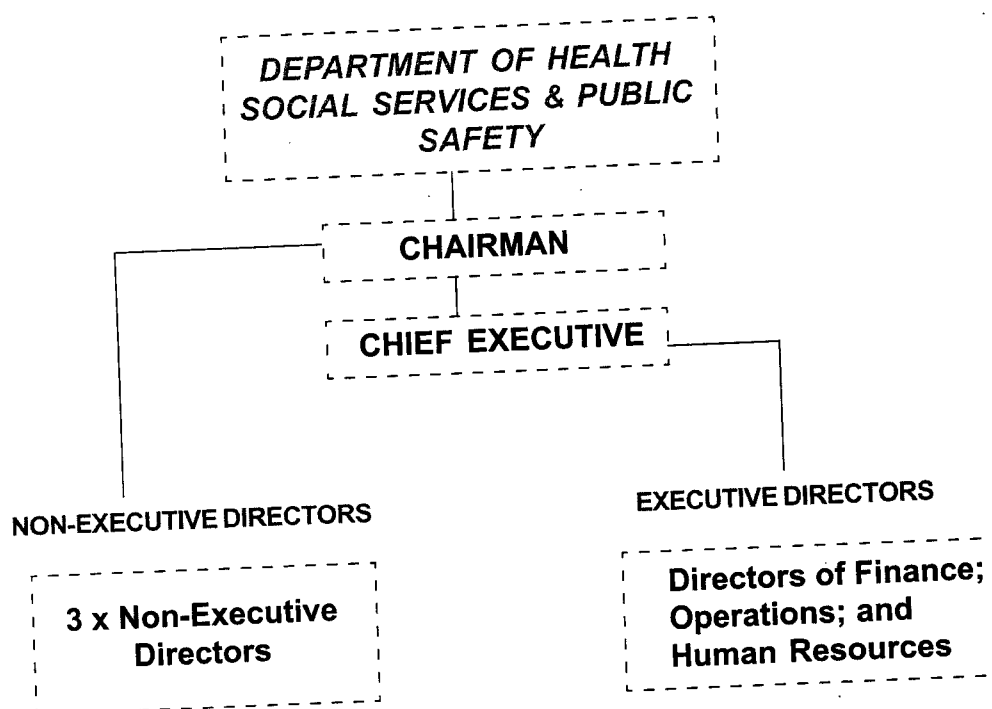 DEPARTMENT OF HEALTH
SOCIAL SERVICES & PUBLIC
SAFETY
CHAIRMAN
CHIEF EXECUTIVE
NON-EXECUTIVE DIRECTORS
3 x Non-Executive
Directors
EXECUTIVE DIRECTORS
Directors of Finance;
Operations; and
Human Resources